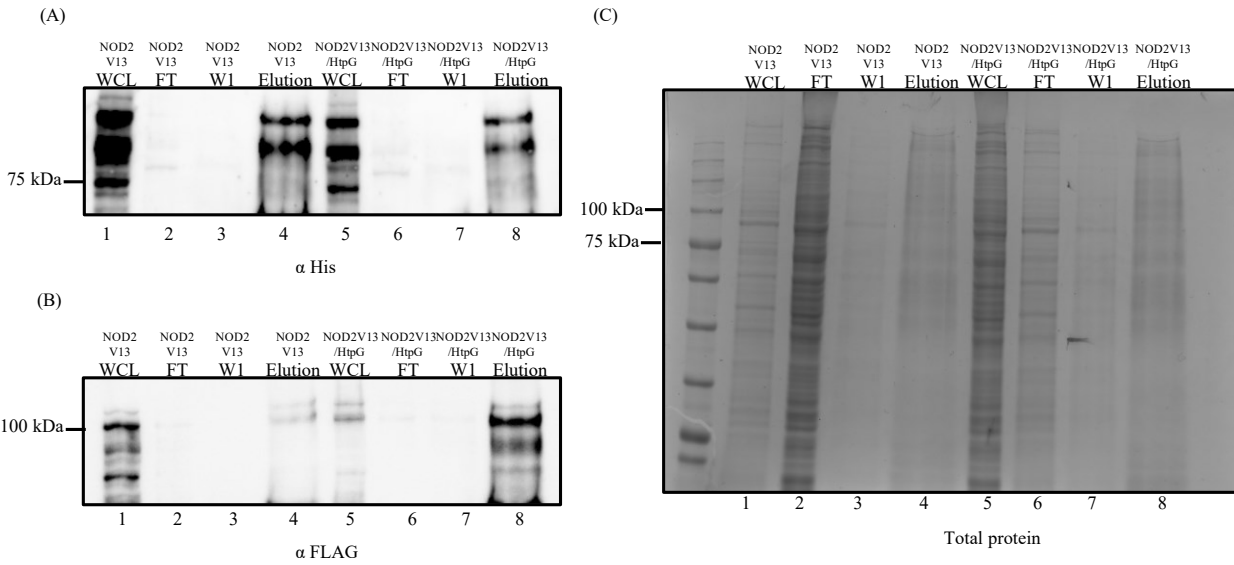 (A)
NOD2 NOD2 NOD2 NOD2 NOD2V13 NOD2V13 NOD2V13 NOD2V13
V13 V13 V13 V13 /HtpG /HtpG /HtpG /HtpG
WCL FT W1 Elution WCL FT W1 Elution
75 kDa
1 2 3 4 5 6 7 8
α His
(B)
NOD2 NOD2 NOD2 NOD2 NOD2V13 NOD2V13 NOD2V13 NOD2V13
V13 V13 V13 V13 /HtpG /HtpG /HtpG /HtpG
WCL FT W1 Elution WCL FT W1 Elution
100 kDa
1 2 3 4 5 6 7 8
α FLAG
(C)
NOD2 NOD2 NOD2 NOD2 NOD2V13 NOD2V13 NOD2V13 NOD2V13
V13 V13 V13 V13 /HtpG /HtpG /HtpG /HtpG
WCL FT W1 Elution WCL FT W1 Elution
100 kDa
75 kDa
1 2 3 4 5 6 7 8
Total protein